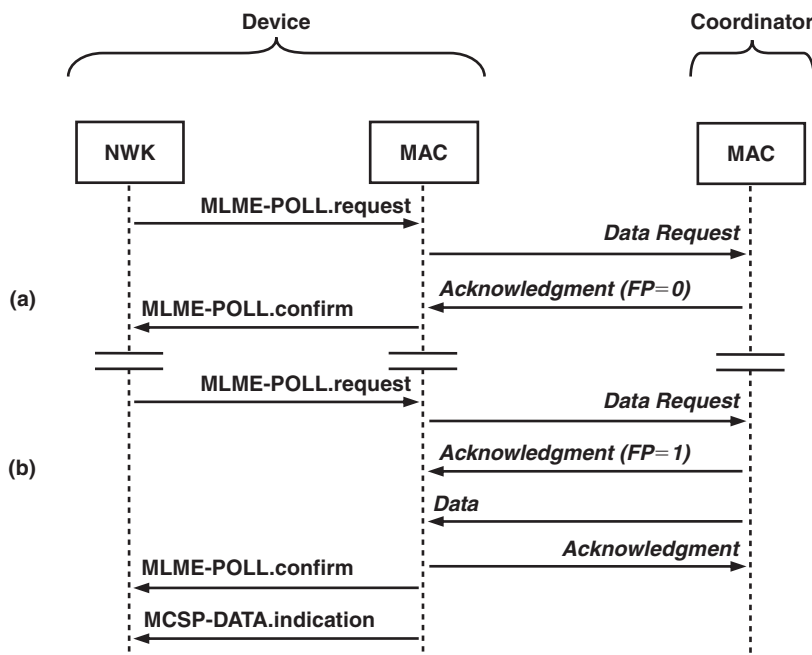 Device
Coordinator
NWK
MAC
MAC
MLME-POLL.request
Data Request
(a)
Acknowledgment (FP=0)
MLME-POLL.confirm
MLME-POLL.request
Data Request
(b)
Acknowledgment (FP=1)
Data
Acknowledgment
MLME-POLL.confirm
MCSP-DATA.indication